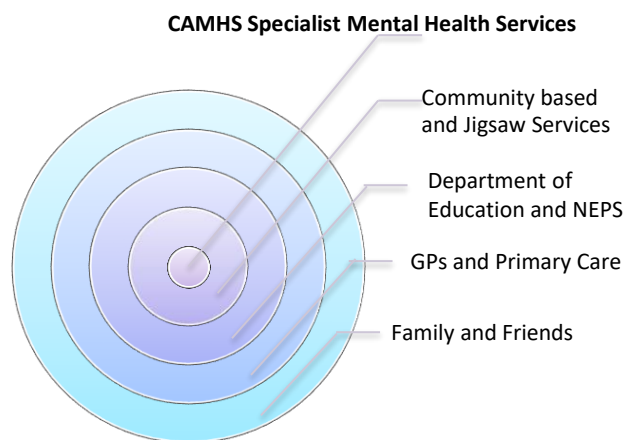 CAMHS Specialist Mental Health Services
Community based
and Jigsaw Services
Department of
Education and NEPS
GPs and Primary Care
Family and Friends